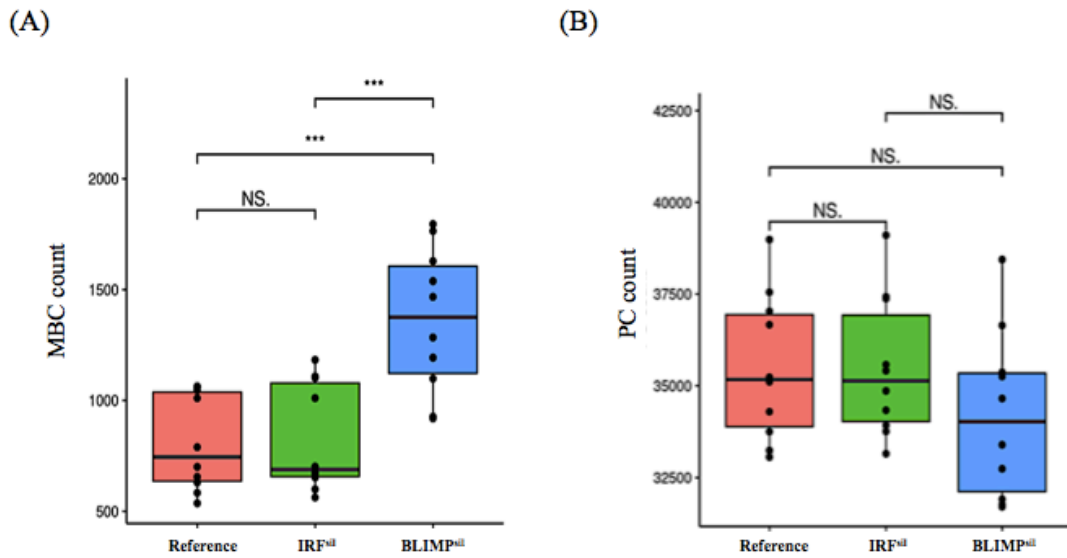 (A)
(B)
***
***
NS.
2000
1500
1000
500
MBC count
Reference IRFsil BLIMPsil
NS.
NS.
NS.
42500
40000
37500
35000
32500
PC count
Reference IRFsil BLIMPsil